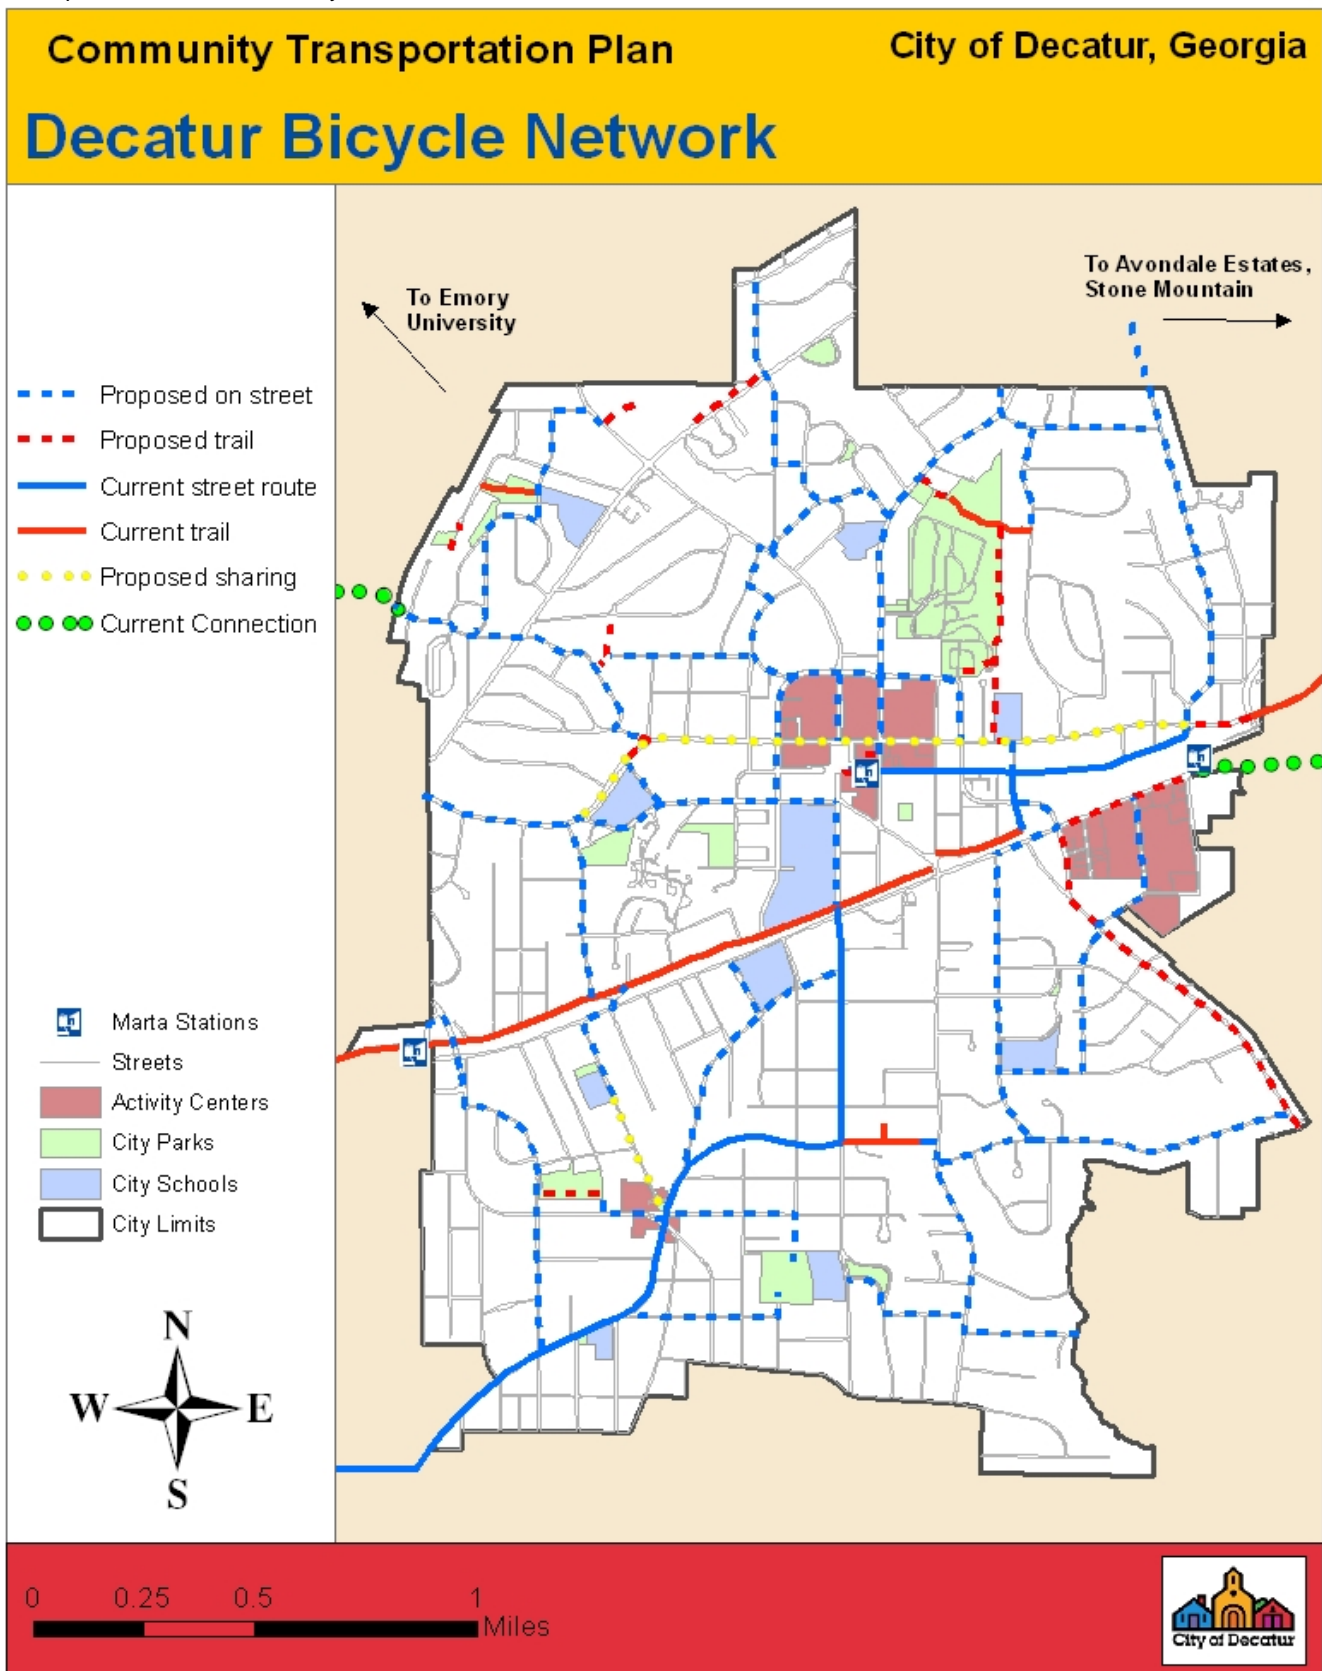 Community Transportation Plan
City of Decatur, Georgia
Decatur Bicycle Network
To Emory
University
To Avondale Estates,
Stone Mountain
Proposed on street
Proposed trail
Current street route
Current trail
Proposed sharing
Current Connection
Marta Stations
Streets
Activity Centers
City Parks
City Schools
City Limits
N
W E
S
0 0.25 0.5 1
Miles
City of Decatur